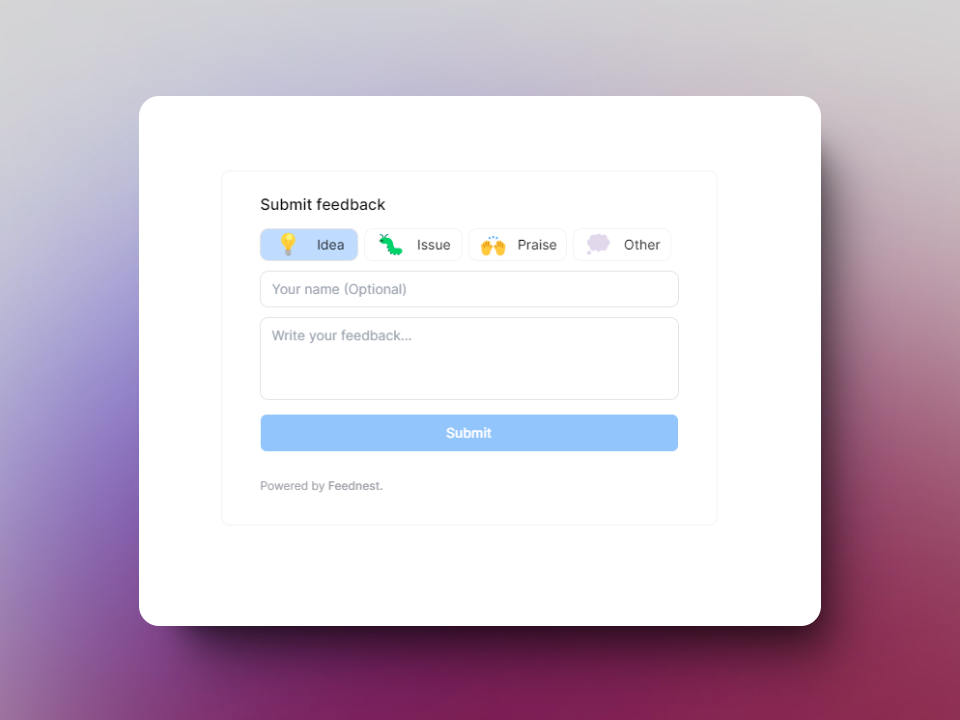 Submit feedback
Idea Issue Praise Other
Your name (Optional)
Write your feedback...
Submit
Powered by Feednest.